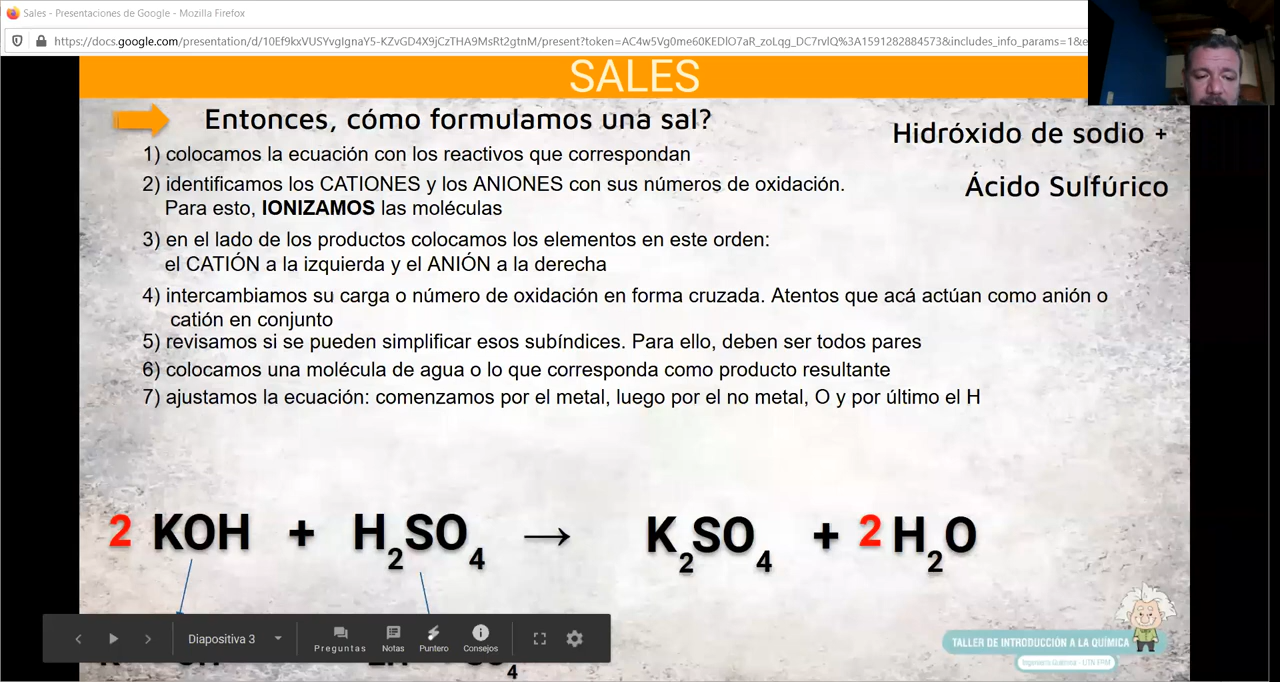 Sales - Presentaciones de Google - Mozilla Firefox
https://docs.google.com/presentation/d/10Ef9kxVUSYvgIgnaY5-KZvGD4X9jCzTHA9MsRt2gtnM/present?token=AC4w5Vg0me60KEDlO7aR_zoLqg_DC7rvlQ%3A1591282884573&includes_info_params=1&e
SALES
Entonces, cómo formulamos una sal?
Hidróxido de sodio +
Ácido Sulfúrico
1) colocamos la ecuación con los reactivos que correspondan
2) identificamos los CATIONES y los ANIONES con sus números de oxidación.
Para esto, IONIZAMOS las moléculas
3) en el lado de los productos colocamos los elementos en este orden:
el CATIÓN a la izquierda y el ANIÓN a la derecha
4) intercambiamos su carga o número de oxidación en forma cruzada. Atentos que acá actúan como anión o
catión en conjunto
5) revisamos si se pueden simplificar esos subíndices. Para ello, deben ser todos pares
6) colocamos una molécula de agua o lo que corresponda como producto resultante
7) ajustamos la ecuación: comenzamos por el metal, luego por el no metal, O y por último el H
2 KOH + H2SO4 → K2SO4 + 2 H2O
Diapositiva 3
Preguntas
Notas
Puntero
Consejos
4
TALLER DE INTRODUCCIÓN A LA QUÍMICA
Ingeniería Química - UTN FRM